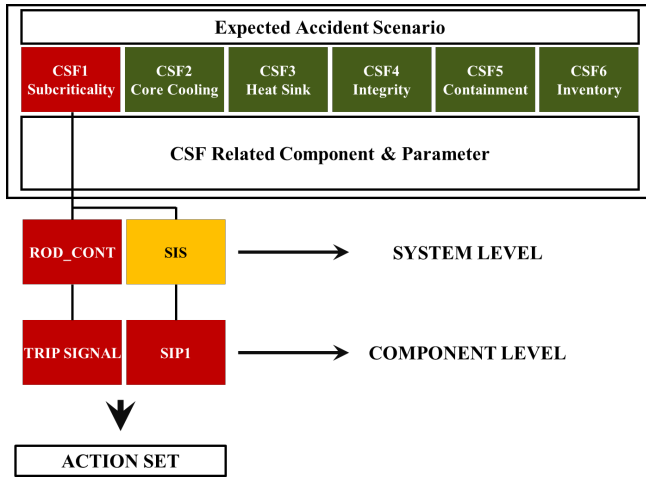 Expected Accident Scenario
CSF1
Subcriticality
CSF2
Core Cooling
CSF3
Heat Sink
CSF4
Integrity
CSF5
Containment
CSF6
Inventory
CSF Related Component & Parameter
ROD_CONT
SIS
SYSTEM LEVEL
TRIP SIGNAL
SIP1
COMPONENT LEVEL
ACTION SET